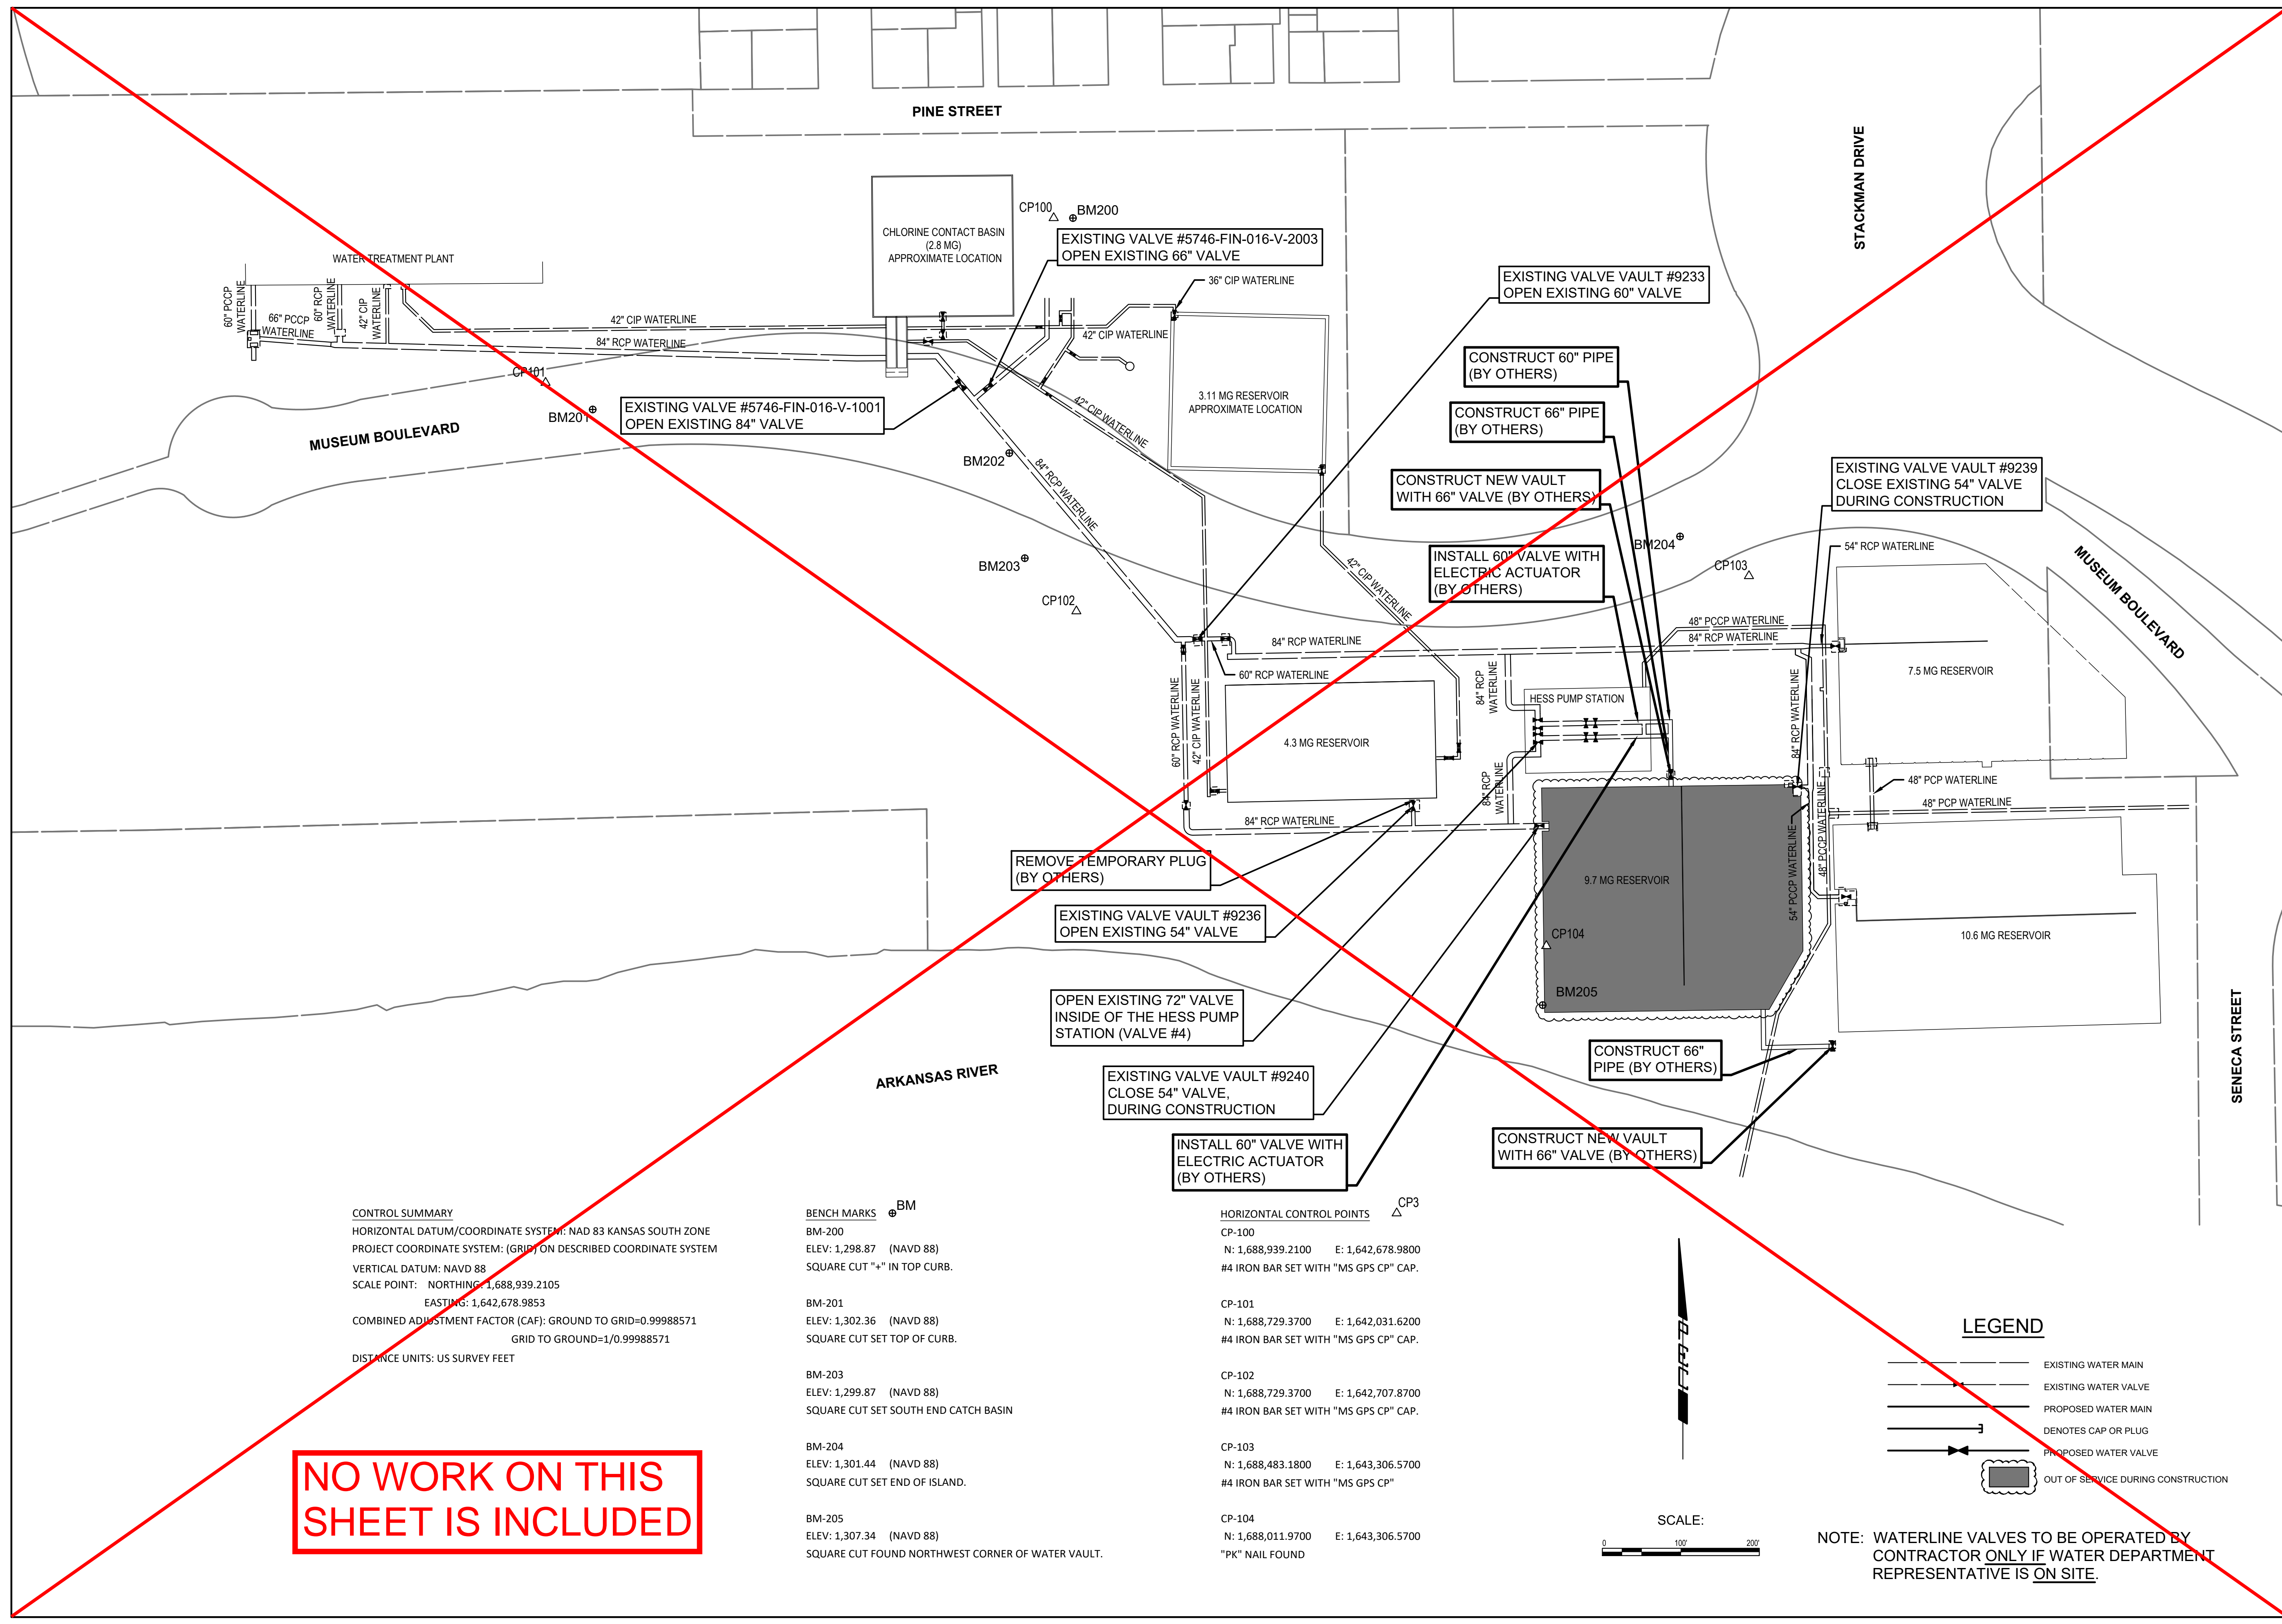 PINE STREET
STACKMAN DRIVE
CHLORINE CONTACT BASIN
(2.8 MG)
APPROXIMATE LOCATION
CP100
BM200
EXISTING VALVE #5746-FIN-016-V-2003
OPEN EXISTING 66" VALVE
WATER TREATMENT PLANT
60" PCCP
WATERLINE
66" PCCP
WATERLINE
60" RCP
WATERLINE
42" CIP
WATERLINE
42" CIP WATERLINE
84" RCP WATERLINE
36" CIP WATERLINE
42" CIP WATERLINE
EXISTING VALVE VAULT #9233
OPEN EXISTING 60" VALVE
CONSTRUCT 60" PIPE
(BY OTHERS)
CP101
BM201
EXISTING VALVE #5746-FIN-016-V-1001
OPEN EXISTING 84" VALVE
MUSEUM BOULEVARD
3.11 MG RESERVOIR
APPROXIMATE LOCATION
42" CIP WATERLINE
CONSTRUCT 66" PIPE
(BY OTHERS)
BM202
84" RCP WATERLINE
CONSTRUCT NEW VAULT
WITH 66" VALVE (BY OTHERS)
EXISTING VALVE VAULT #9239
CLOSE EXISTING 54" VALVE
DURING CONSTRUCTION
BM203
CP102
42" CIP WATERLINE
INSTALL 60" VALVE WITH
ELECTRIC ACTUATOR
(BY OTHERS)
BM204
CP103
54" RCP WATERLINE
MUSEUM BOULEVARD
84" RCP WATERLINE
48" PCCP WATERLINE
84" RCP WATERLINE
60" RCP WATERLINE
60" RCP WATERLINE
42" CIP WATERLINE
84" RCP
WATERLINE
HESS PUMP STATION
84" RCP WATERLINE
7.5 MG RESERVOIR
4.3 MG RESERVOIR
84" RCP
WATERLINE
48" PCP WATERLINE
48" PCP WATERLINE
84" RCP WATERLINE
54" PCCP WATERLINE
48" PCCP WATERLINE
REMOVE TEMPORARY PLUG
(BY OTHERS)
9.7 MG RESERVOIR
EXISTING VALVE VAULT #9236
OPEN EXISTING 54" VALVE
CP104
10.6 MG RESERVOIR
BM205
OPEN EXISTING 72" VALVE
INSIDE OF THE HESS PUMP
STATION (VALVE #4)
SENECA STREET
ARKANSAS RIVER
EXISTING VALVE VAULT #9240
CLOSE 54" VALVE,
DURING CONSTRUCTION
CONSTRUCT 66"
PIPE (BY OTHERS)
INSTALL 60" VALVE WITH
ELECTRIC ACTUATOR
(BY OTHERS)
CONSTRUCT NEW VAULT
WITH 66" VALVE (BY OTHERS)
CONTROL SUMMARY
HORIZONTAL DATUM/COORDINATE SYSTEM: NAD 83 KANSAS SOUTH ZONE
PROJECT COORDINATE SYSTEM: (GRID) ON DESCRIBED COORDINATE SYSTEM
VERTICAL DATUM: NAVD 88
SCALE POINT: NORTHING: 1,688,939.2105
EASTING: 1,642,678.9853
COMBINED ADJUSTMENT FACTOR (CAF): GROUND TO GRID=0.99988571
GRID TO GROUND=1/0.99988571
DISTANCE UNITS: US SURVEY FEET
BENCH MARKS BM
BM-200
ELEV: 1,298.87 (NAVD 88)
SQUARE CUT "+" IN TOP CURB.
BM-201
ELEV: 1,302.36 (NAVD 88)
SQUARE CUT SET TOP OF CURB.
BM-203
ELEV: 1,299.87 (NAVD 88)
SQUARE CUT SET SOUTH END CATCH BASIN
BM-204
ELEV: 1,301.44 (NAVD 88)
SQUARE CUT SET END OF ISLAND.
BM-205
ELEV: 1,307.34 (NAVD 88)
SQUARE CUT FOUND NORTHWEST CORNER OF WATER VAULT.
HORIZONTAL CONTROL POINTS CP3
CP-100
N: 1,688,939.2100 E: 1,642,678.9800
#4 IRON BAR SET WITH "MS GPS CP" CAP.
CP-101
N: 1,688,729.3700 E: 1,642,031.6200
#4 IRON BAR SET WITH "MS GPS CP" CAP.
CP-102
N: 1,688,729.3700 E: 1,642,707.8700
#4 IRON BAR SET WITH "MS GPS CP" CAP.
CP-103
N: 1,688,483.1800 E: 1,643,306.5700
#4 IRON BAR SET WITH "MS GPS CP"
CP-104
N: 1,688,011.9700 E: 1,643,306.5700
"PK" NAIL FOUND
NO WORK ON THIS
SHEET IS INCLUDED
SCALE:
0 100' 200'
LEGEND
EXISTING WATER MAIN
EXISTING WATER VALVE
PROPOSED WATER MAIN
DENOTES CAP OR PLUG
PROPOSED WATER VALVE
OUT OF SERVICE DURING CONSTRUCTION
NOTE: WATERLINE VALVES TO BE OPERATED BY
CONTRACTOR ONLY IF WATER DEPARTMENT
REPRESENTATIVE IS ON SITE.